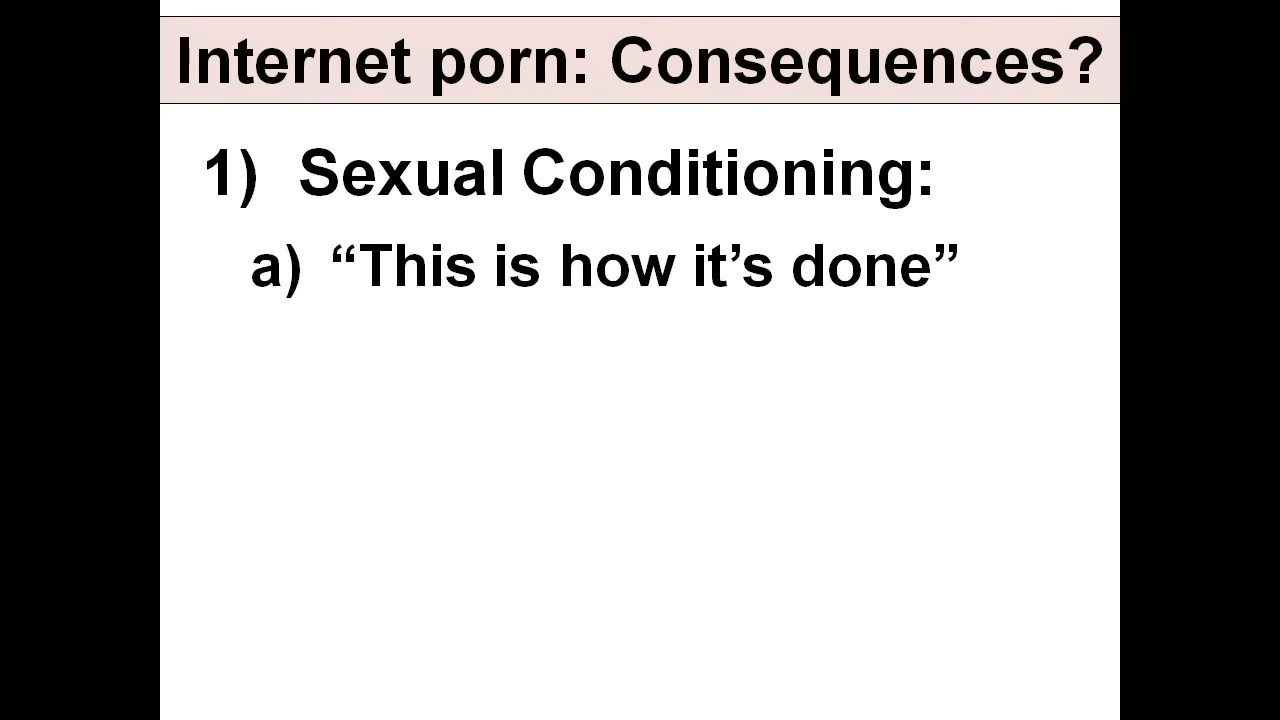 Internet porn: Consequences?
1) Sexual Conditioning:
a) “This is how it’s done”